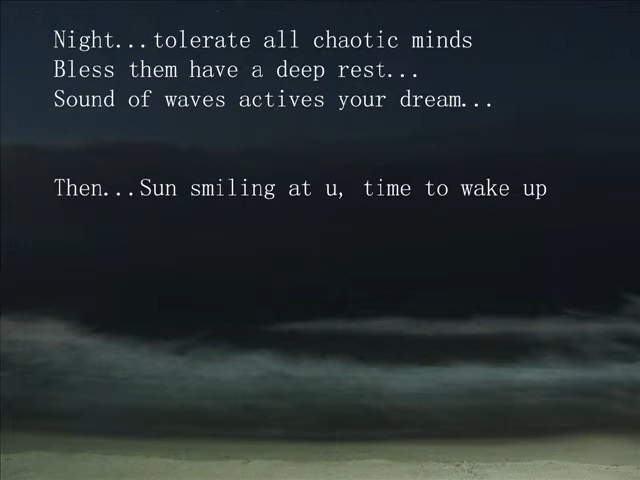 Night...tolerate all chaotic minds
Bless them have a deep rest...
Sound of waves actives your dream...
Then...Sun smiling at u, time to wake up